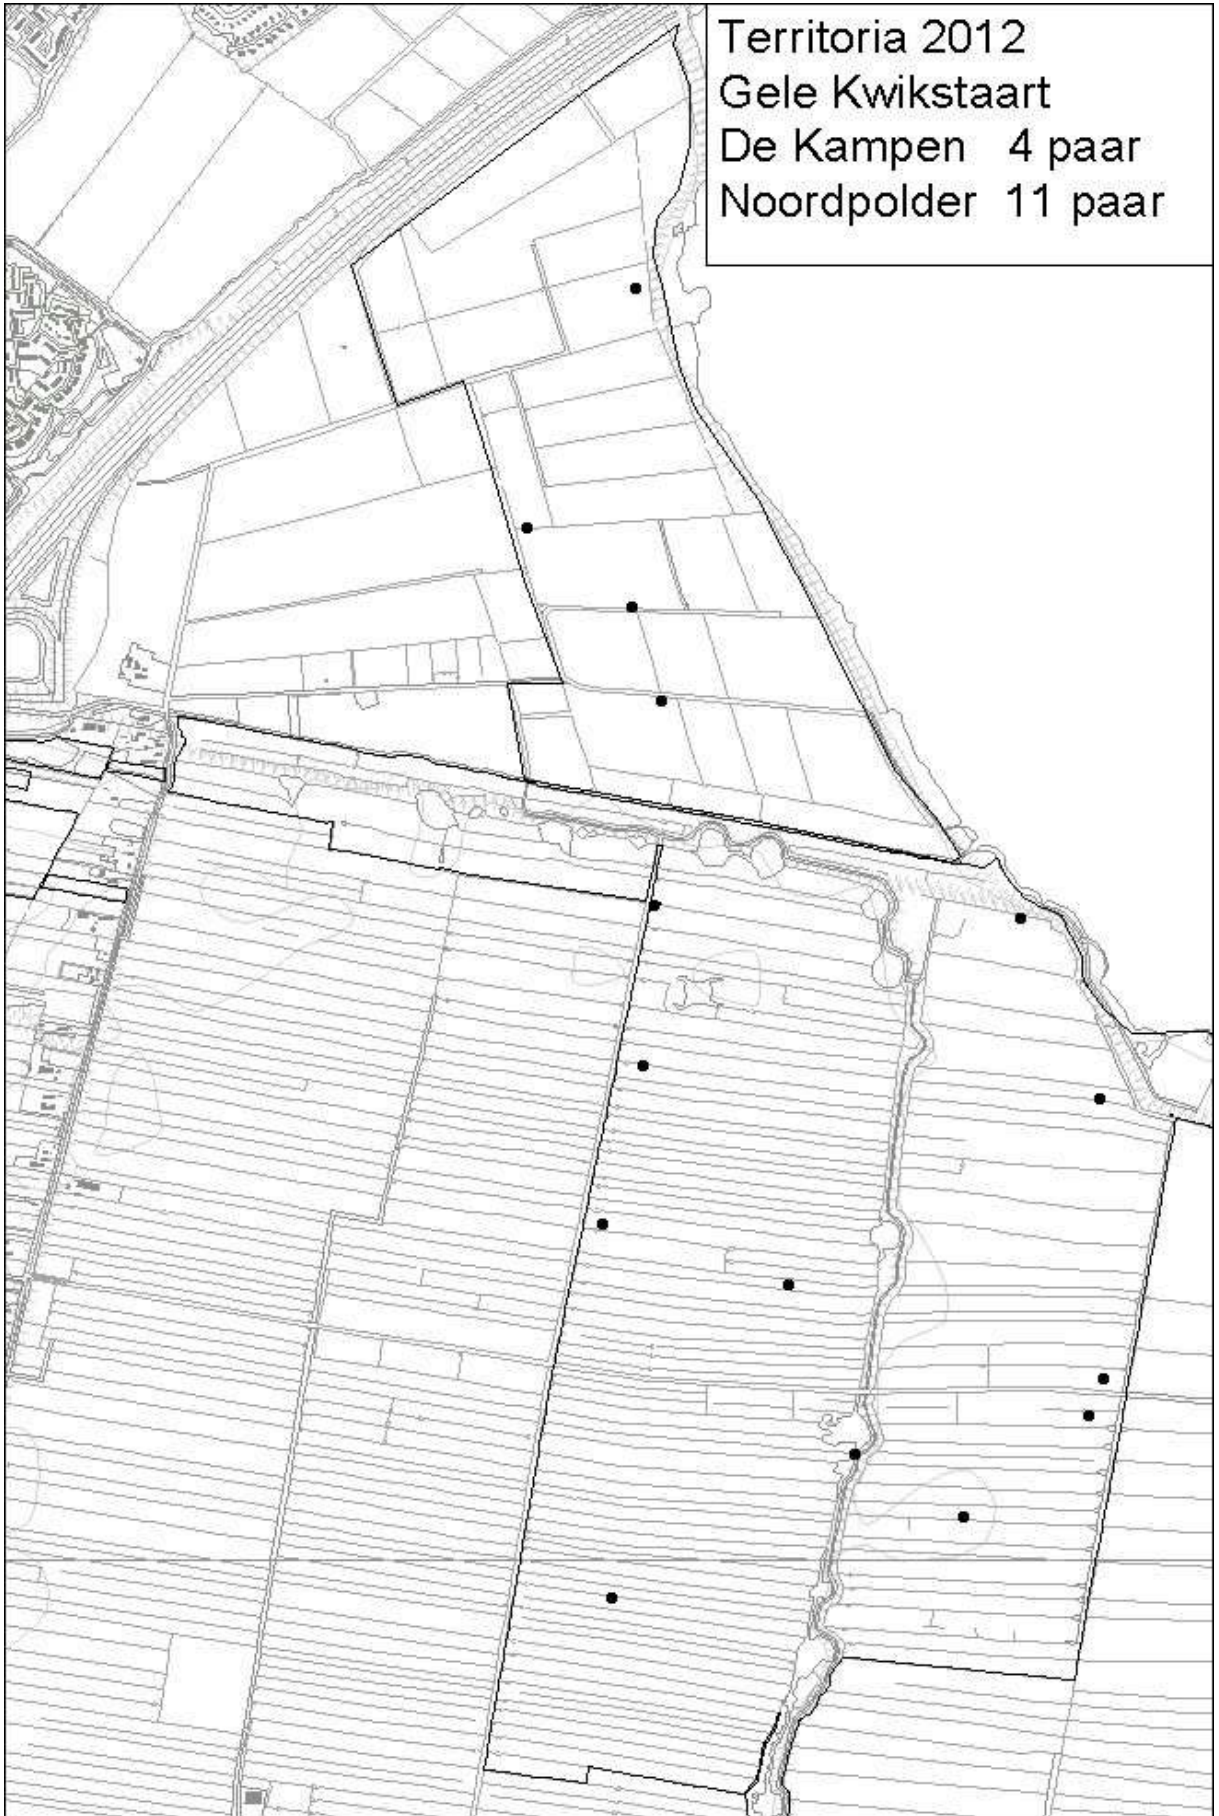 Territoria 2012
Gele Kwikstaart
De Kampen 4 paar
Noordpolder 11 paar